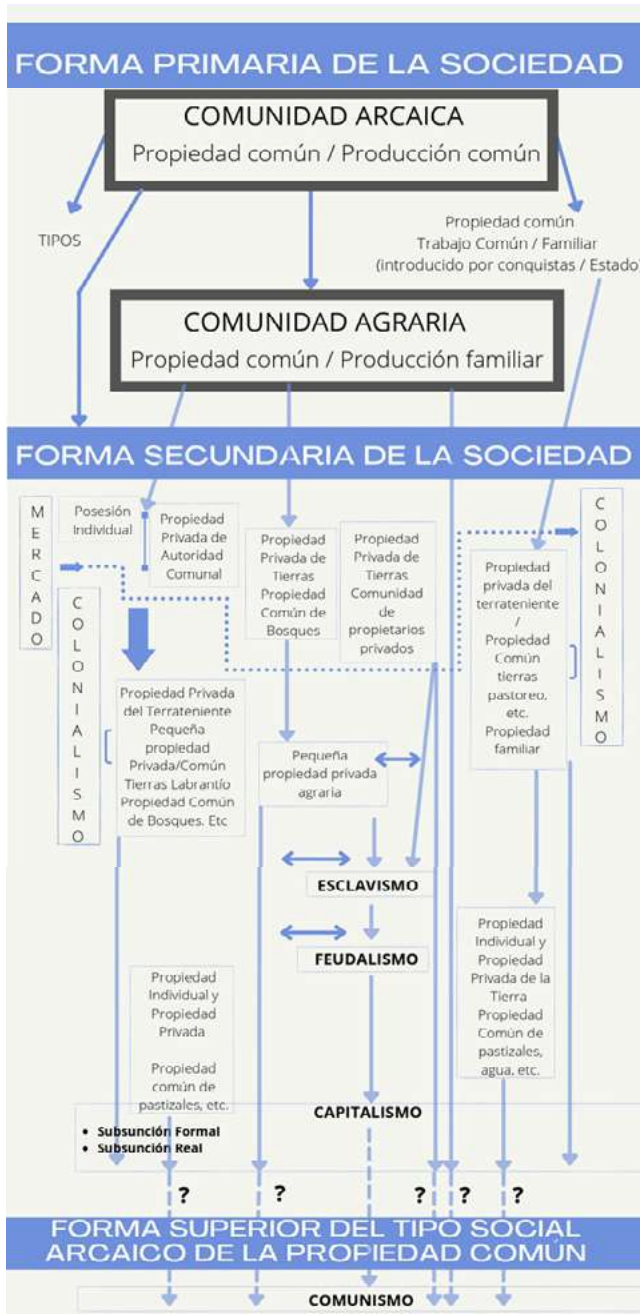 FORMA PRIMARIA DE LA SOCIEDAD
COMUNIDAD ARCAICA
Propiedad común / Producción común
TIPOS
Propiedad común
Trabajo Común / Familiar
(introducido por conquistas / Estado)
COMUNIDAD AGRARIA
Propiedad común / Producción familiar
FORMA SECUNDARIA DE LA SOCIEDAD
MERCADO
COLONIALISMO
Posesión
Individual
Propiedad
Privada de
Autoridad
Comunal
Propiedad
Privada de
Tierras
Propiedad
Común de
Bosques
Propiedad
Privada de
Tierras
Comunidad
de
propietarios
privados
Propiedad
privada del
terrateniente
/
Propiedad
Común
tierras
pastoreo,
etc.
Propiedad
familiar
COLONIALISMO
Propiedad Privada
del Terrateniente
Pequeña
propiedad
Privada/Común
Tierras Labrantío
Propiedad Común
de Bosques. Etc
Pequeña
propiedad privada
agraria
ESCLAVISMO
FEUDALISMO
Propiedad
Individual y
Propiedad
Privada
Propiedad
común de
pastizales, etc.
Propiedad
Individual y
Propiedad
Privada de la
Tierra
Propiedad
Común de
pastizales,
agua, etc.
CAPITALISMO
• Subsunción Formal
• Subsunción Real
? ? ? ? ?
FORMA SUPERIOR DEL TIPO SOCIAL
ARCAICO DE LA PROPIEDAD COMÚN
COMUNISMO